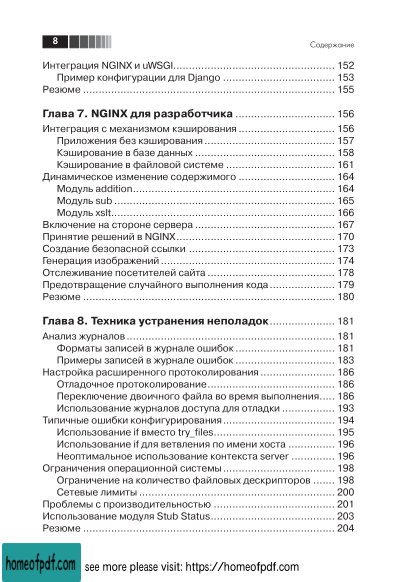 8
Содержание
Интеграция NGINX и uWSGI................................................ 152
Пример конфигурации для Django .................................. 153
Резюме ........................................................................... 155
Глава 7. NGINX для разработчика ............................ 156
Интеграция с механизмом кэширования ............................. 156
Приложения без кэширования ....................................... 157
Кэширование в базе данных .......................................... 158
Кэширование в файловой системе ................................. 161
Динамическое изменение содержимого ............................. 164
Модуль addition............................................................. 164
Модуль sub ................................................................... 165
Модуль xslt.................................................................... 166
Включение на стороне сервера .......................................... 167
Принятие решений в NGINX................................................ 170
Создание безопасной ссылки ............................................ 173
Генерация изображений .................................................... 174
Отслеживание посетителей сайта ...................................... 178
Предотвращение случайного выполнения кода .................... 179
Резюме ........................................................................... 180
Глава 8. Техника устранения неполадок .................... 181
Анализ журналов .............................................................. 181
Форматы записей в журнале ошибок .............................. 181
Примеры записей в журнале ошибок .............................. 183
Настройка расширенного протоколирования ...................... 186
Отладочное протоколирование...................................... 186
Переключение двоичного файла во время выполнения..... 186
Использование журналов доступа для отладки ................ 193
Типичные ошибки конфигурирования ................................. 194
Использование if вместо try_files.................................... 195
Использование if для ветвления по имени хоста .............. 196
Неоптимальное использование контекста server ............. 196
Ограничения операционной системы ................................. 198
Ограничение на количество файловых дескрипторов ....... 198
Сетевые лимиты ........................................................... 200
Проблемы с производительностью .................................... 201
Использование модуля Stub Status..................................... 203
Резюме ........................................................................... 204
homeofpdf.com
see more please visit: https://homeofpdf.com